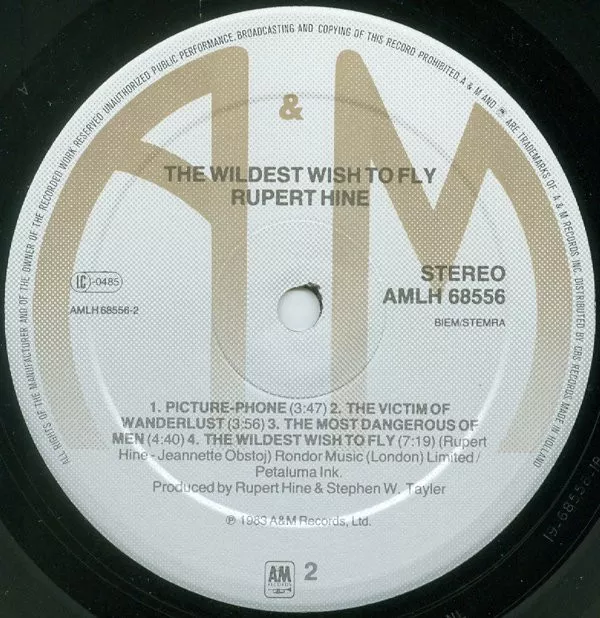 ALL RIGHTS OF THE MANUFACTURER AND OF THE OWNER OF THE RECORDED WORK RESERVED UNAUTHORIZED PUBLIC PERFORMANCE, BROADCASTING AND COPYING OF THIS RECORD PROHIBITED A & M AND ARE TRADEMARKS OF A & M RECORDS INC. DISTRIBUTED BY CBS RECORDS MADE IN HOLLAND
A & M
THE WILDEST WISH TO FLY
RUPERT HINE
LC -0485
AMLH 68556-2
STEREO
AMLH 68556
BIEM/STEMRA
1. PICTURE-PHONE (3:47) 2. THE VICTIM OF
WANDERLUST (3:56) 3. THE MOST DANGEROUS OF
MEN (4:40) 4. THE WILDEST WISH TO FLY (7:19) (Rupert
Hine - Jeannette Obstoj) Rondor Music (London) Limited /
Petaluma Ink.
Produced by Rupert Hine & Stephen W. Tayler
℗ 1983 A&M Records, Ltd.
AM
RECORDS
2